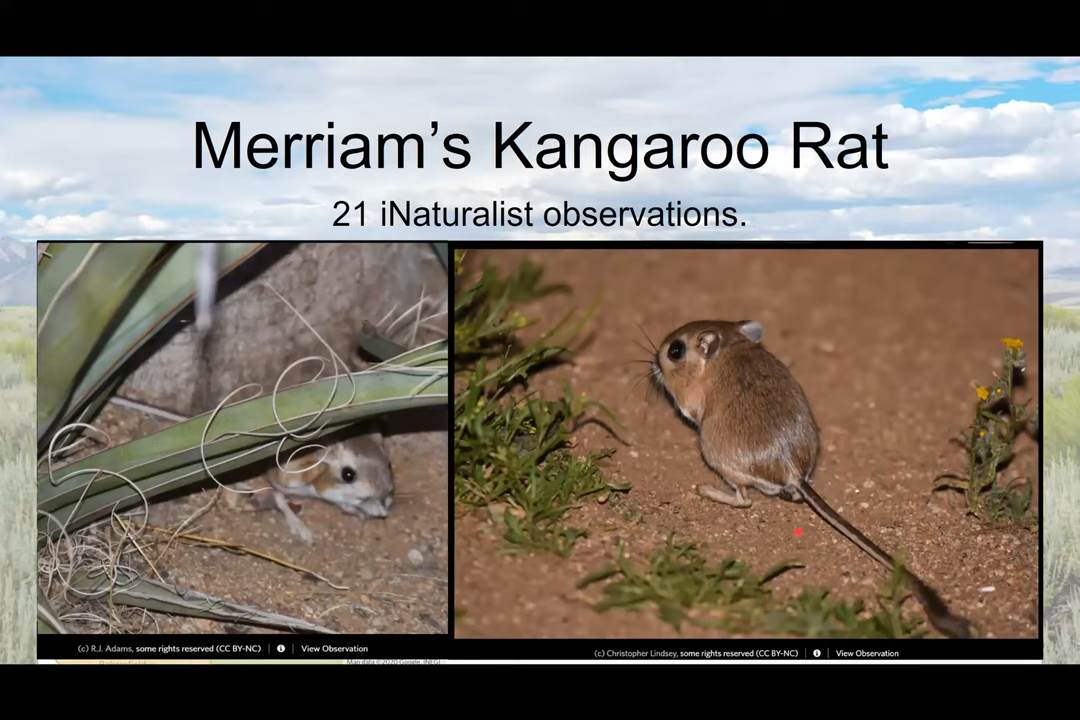 Merriam’s Kangaroo Rat
21 iNaturalist observations.
(c) R.J. Adams, some rights reserved (CC BY-NC) | i | View Observation
(c) Christopher Lindsey, some rights reserved (CC BY-NC) | i | View Observation
Map data ©2020 Google, INEGI